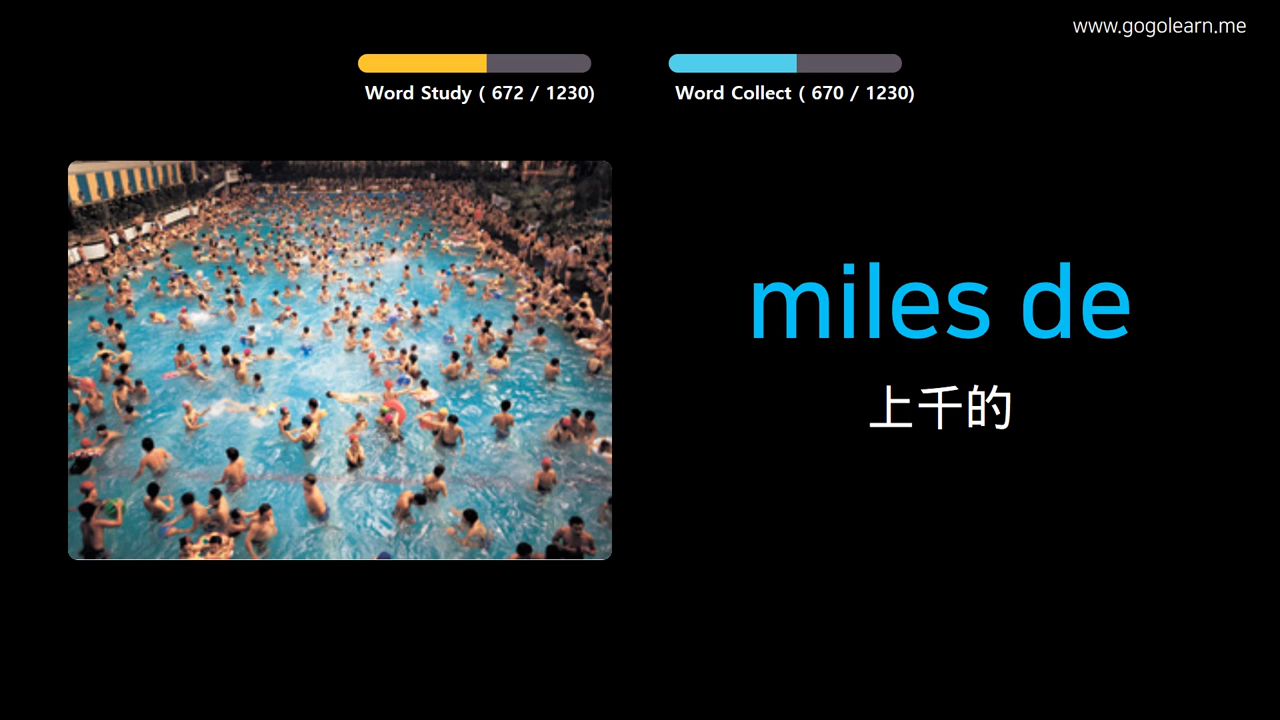 www.gogolearn.me
Word Study ( 672 / 1230)
Word Collect ( 670 / 1230)
miles de
上千的